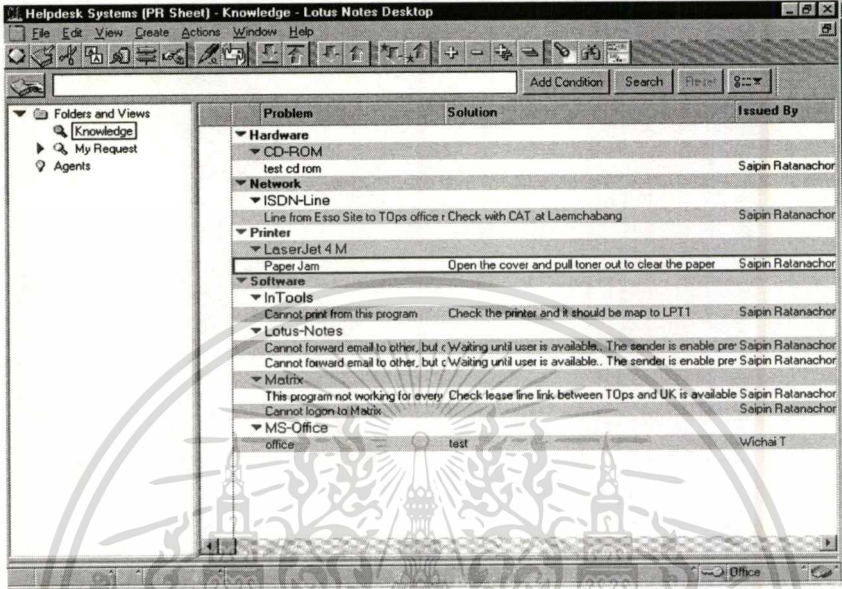 Helpdesk Systems (PR Sheet) - Knowledge - Lotus Notes Desktop
File Edit View Create Actions Window Help
Add Condition Search Reset
Folders and Views
Knowledge
My Request
Agents
Problem Solution Issued By
Hardware
CD-ROM
test cd rom Saipin Ratanachor
Network
ISDN-Line
Line from Esso Site to TOps office r Check with CAT at Laemchabang Saipin Ratanachor
Printer
LaserJet 4 M
Paper Jam Open the cover and pull toner out to clear the paper Saipin Ratanachor
Software
InTools
Cannot print from this program Check the printer and it should be map to LPT1 Saipin Ratanachor
Lotus-Notes
Cannot forward email to other, but c Waiting until user is available.. The sender is enable pre Saipin Ratanachor
Cannot forward email to other, but c Waiting until user is available.. The sender is enable pre Saipin Ratanachor
Matrix
This program not working for every Check lease line link between TOps and UK is available Saipin Ratanachor
Cannot logon to Matrix Saipin Ratanachor
MS-Office
office test Wichai T
Office